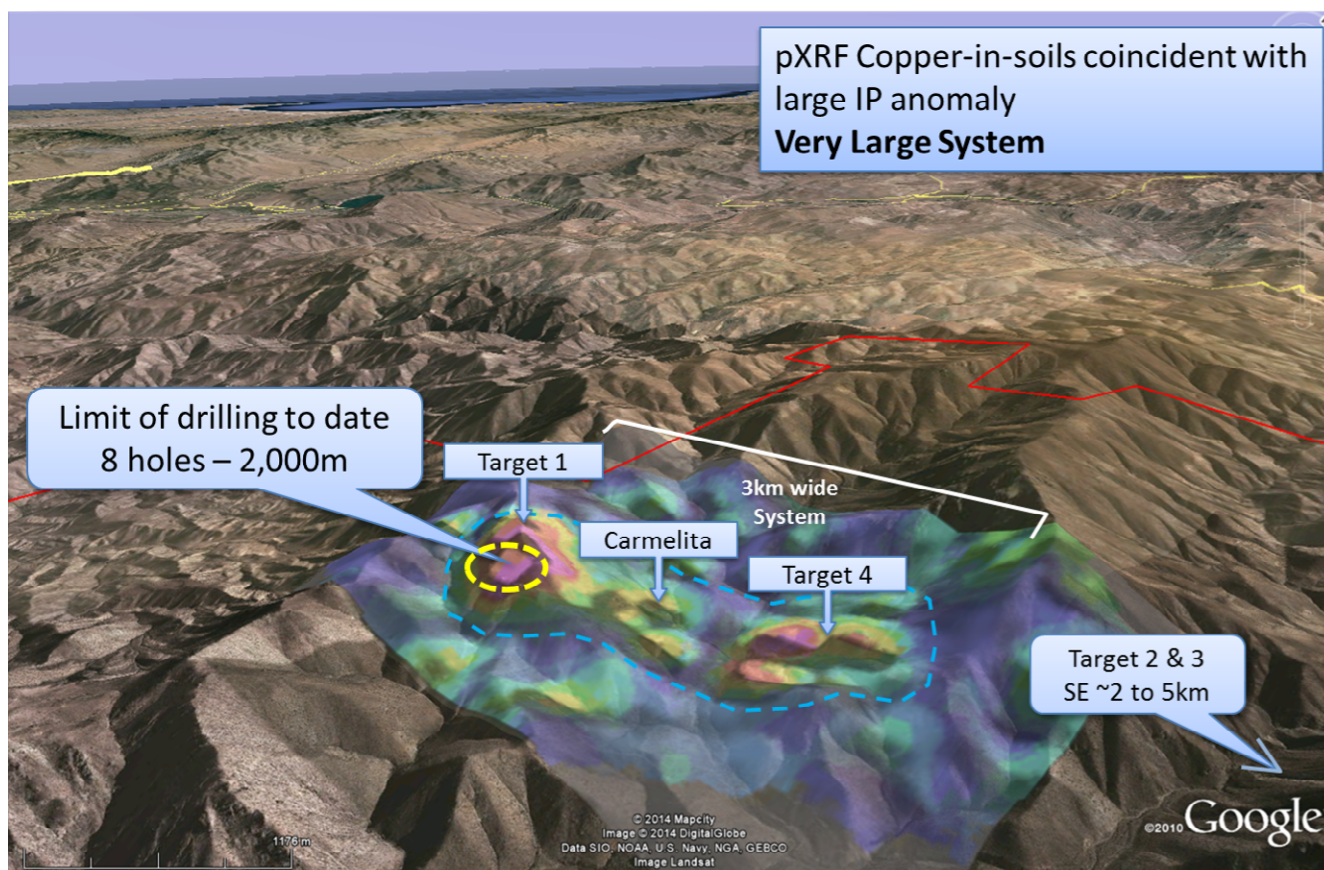 pXRF Copper-in-soils coincident with
large IP anomaly
Very Large System
Limit of drilling to date
8 holes – 2,000m
Target 1
3km wide
System
Carmelita
Target 4
Target 2 & 3
SE ~2 to 5km
1176 m
© 2014 Mapcity
Image © 2014 DigitalGlobe
Data SIO, NOAA, U.S. Navy, NGA, GEBCO
Image Landsat
©2010 Google